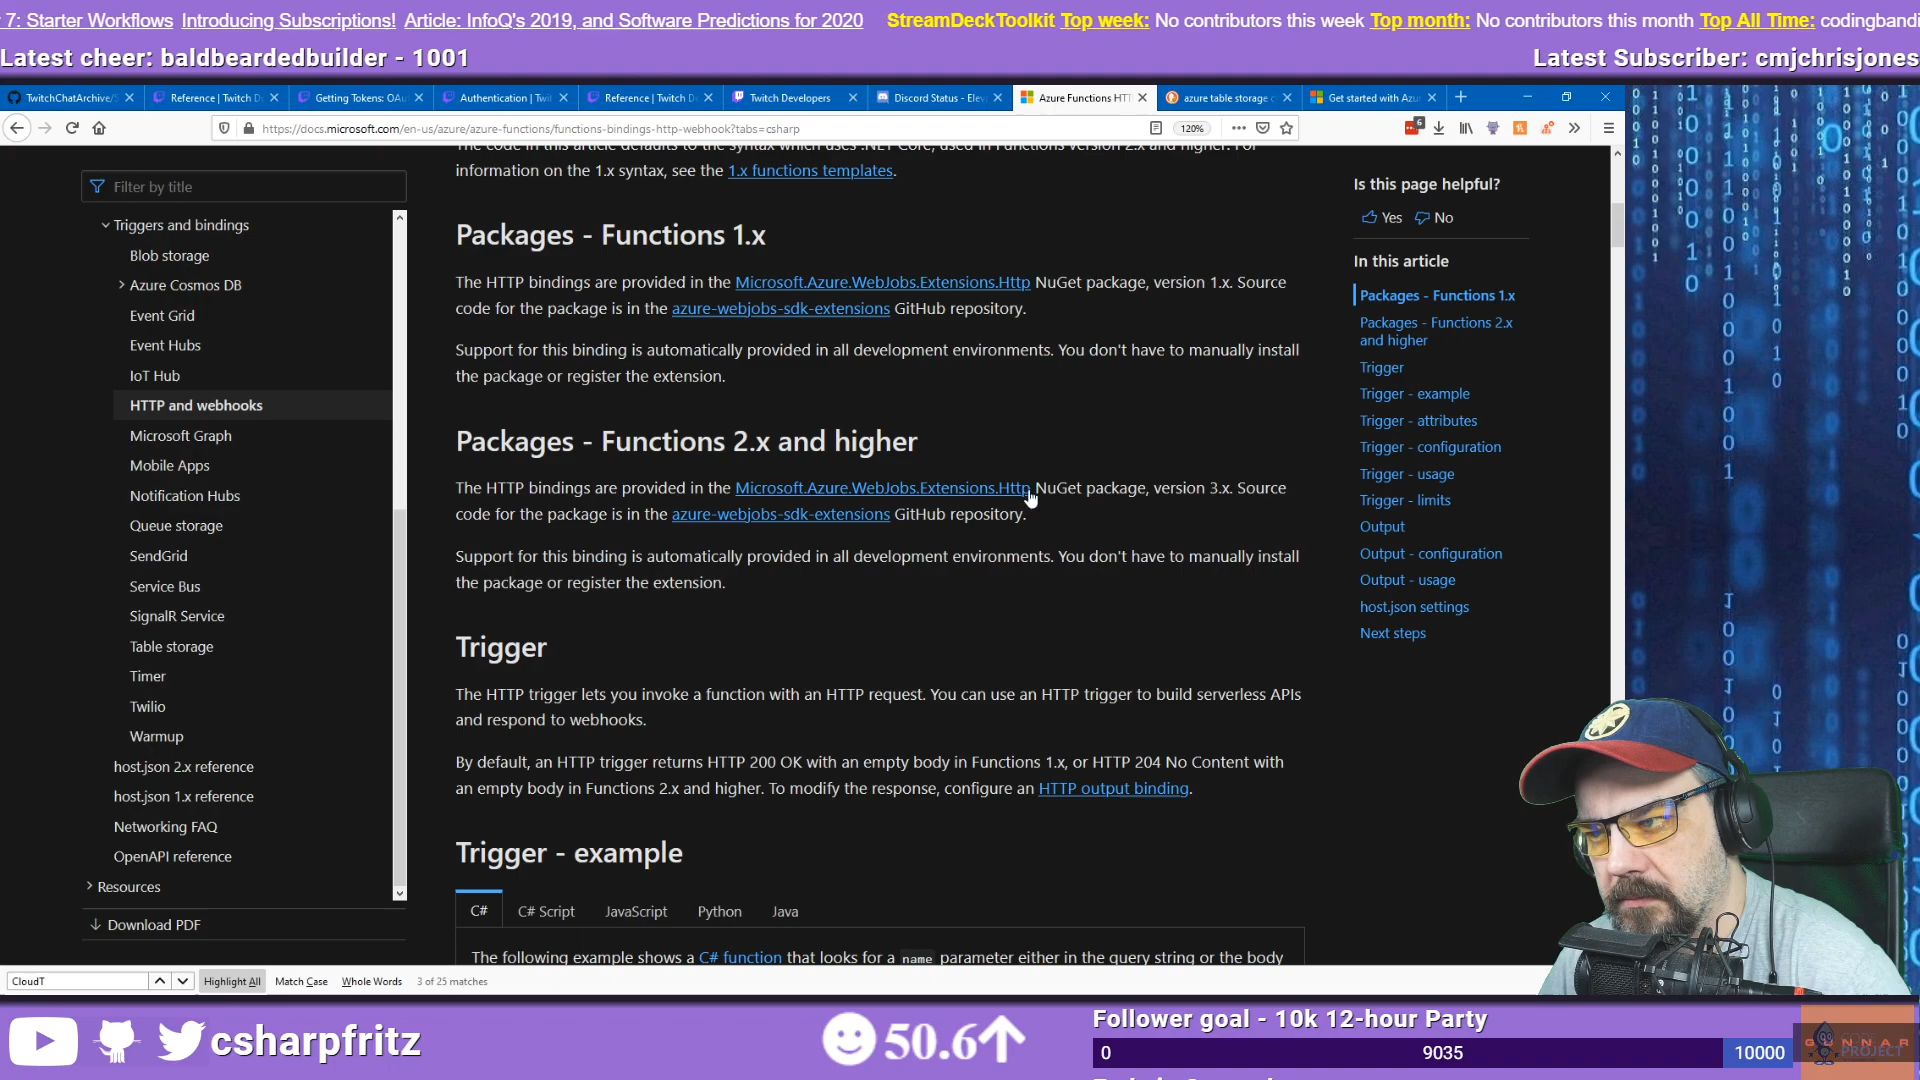 7: Starter Workflows Introducing Subscriptions! Article: InfoQ's 2019, and Software Predictions for 2020 StreamDeckToolkit Top week: No contributors this week Top month: No contributors this month Top All Time: codingbandi
Latest cheer: baldbeardedbuilder - 1001
Latest Subscriber: cmjchrisjones
TwitchChatArchive/S
Reference | Twitch D
Getting Tokens: OAu
Authentication | Twi
Reference | Twitch D
Twitch Developers
Discord Status - Elev
Azure Functions HTT
azure table storage c
Get started with Azu
https://docs.microsoft.com/en-us/azure/azure-functions/functions-bindings-http-webhook?tabs=csharp
120%
6
Filter by title
Triggers and bindings
Blob storage
Azure Cosmos DB
Event Grid
Event Hubs
IoT Hub
HTTP and webhooks
Microsoft Graph
Mobile Apps
Notification Hubs
Queue storage
SendGrid
Service Bus
SignalR Service
Table storage
Timer
Twilio
Warmup
host.json 2.x reference
host.json 1.x reference
Networking FAQ
OpenAPI reference
Resources
Download PDF
The code in this article defaults to the syntax which uses .NET Core, used in Functions version 2.x and higher. For
information on the 1.x syntax, see the 1.x functions templates.
Packages - Functions 1.x
The HTTP bindings are provided in the Microsoft.Azure.WebJobs.Extensions.Http NuGet package, version 1.x. Source
code for the package is in the azure-webjobs-sdk-extensions GitHub repository.
Support for this binding is automatically provided in all development environments. You don't have to manually install
the package or register the extension.
Packages - Functions 2.x and higher
The HTTP bindings are provided in the Microsoft.Azure.WebJobs.Extensions.Http NuGet package, version 3.x. Source
code for the package is in the azure-webjobs-sdk-extensions GitHub repository.
Support for this binding is automatically provided in all development environments. You don't have to manually install
the package or register the extension.
Trigger
The HTTP trigger lets you invoke a function with an HTTP request. You can use an HTTP trigger to build serverless APIs
and respond to webhooks.
By default, an HTTP trigger returns HTTP 200 OK with an empty body in Functions 1.x, or HTTP 204 No Content with
an empty body in Functions 2.x and higher. To modify the response, configure an HTTP output binding.
Trigger - example
C# C# Script JavaScript Python Java
The following example shows a C# function that looks for a name parameter either in the query string or the body
Is this page helpful?
Yes No
In this article
Packages - Functions 1.x
Packages - Functions 2.x
and higher
Trigger
Trigger - example
Trigger - attributes
Trigger - configuration
Trigger - usage
Trigger - limits
Output
Output - configuration
Output - usage
host.json settings
Next steps
CloudT
Highlight All Match Case Whole Words 3 of 25 matches
csharpfritz
50.6
Follower goal - 10k 12-hour Party
0 9035 10000
GUNNAR
PROJECT